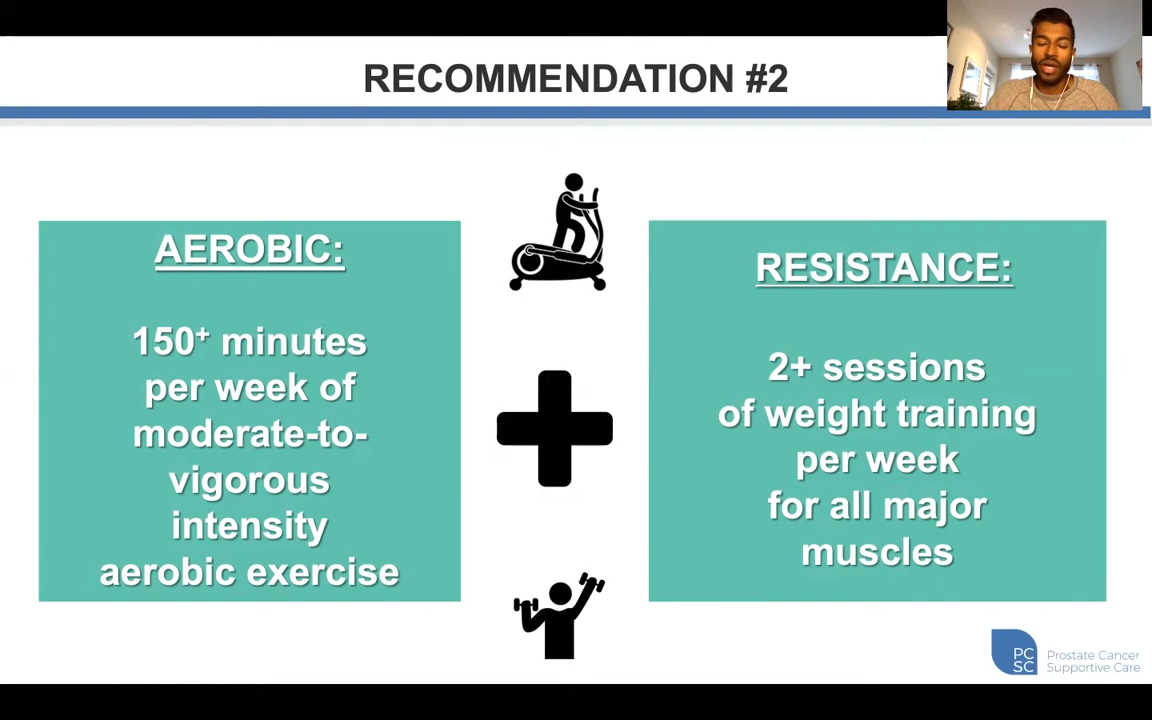 RECOMMENDATION #2
AEROBIC:
150+ minutes
per week of
moderate-to-
vigorous
intensity
aerobic exercise
RESISTANCE:
2+ sessions
of weight training
per week
for all major
muscles
PC
SC
Prostate Cancer
Supportive Care